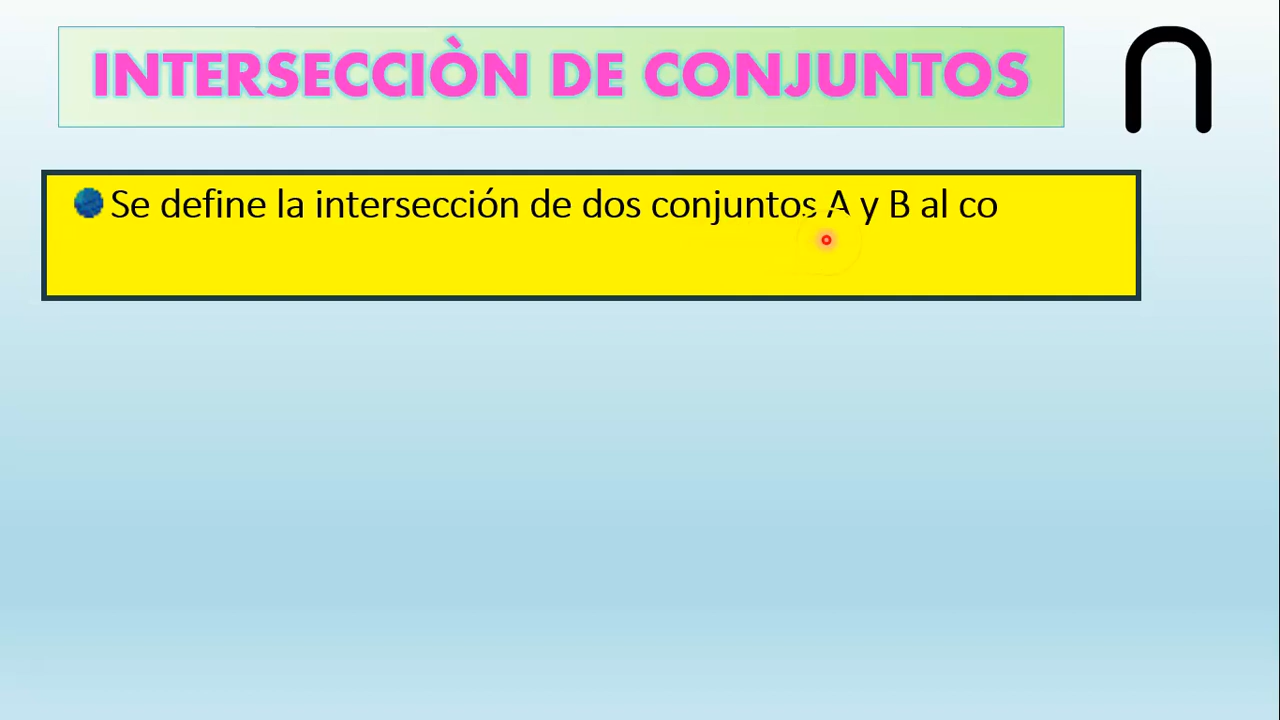 INTERSECCIÒN DE CONJUNTOS
∩
Se define la intersección de dos conjuntos A y B al co